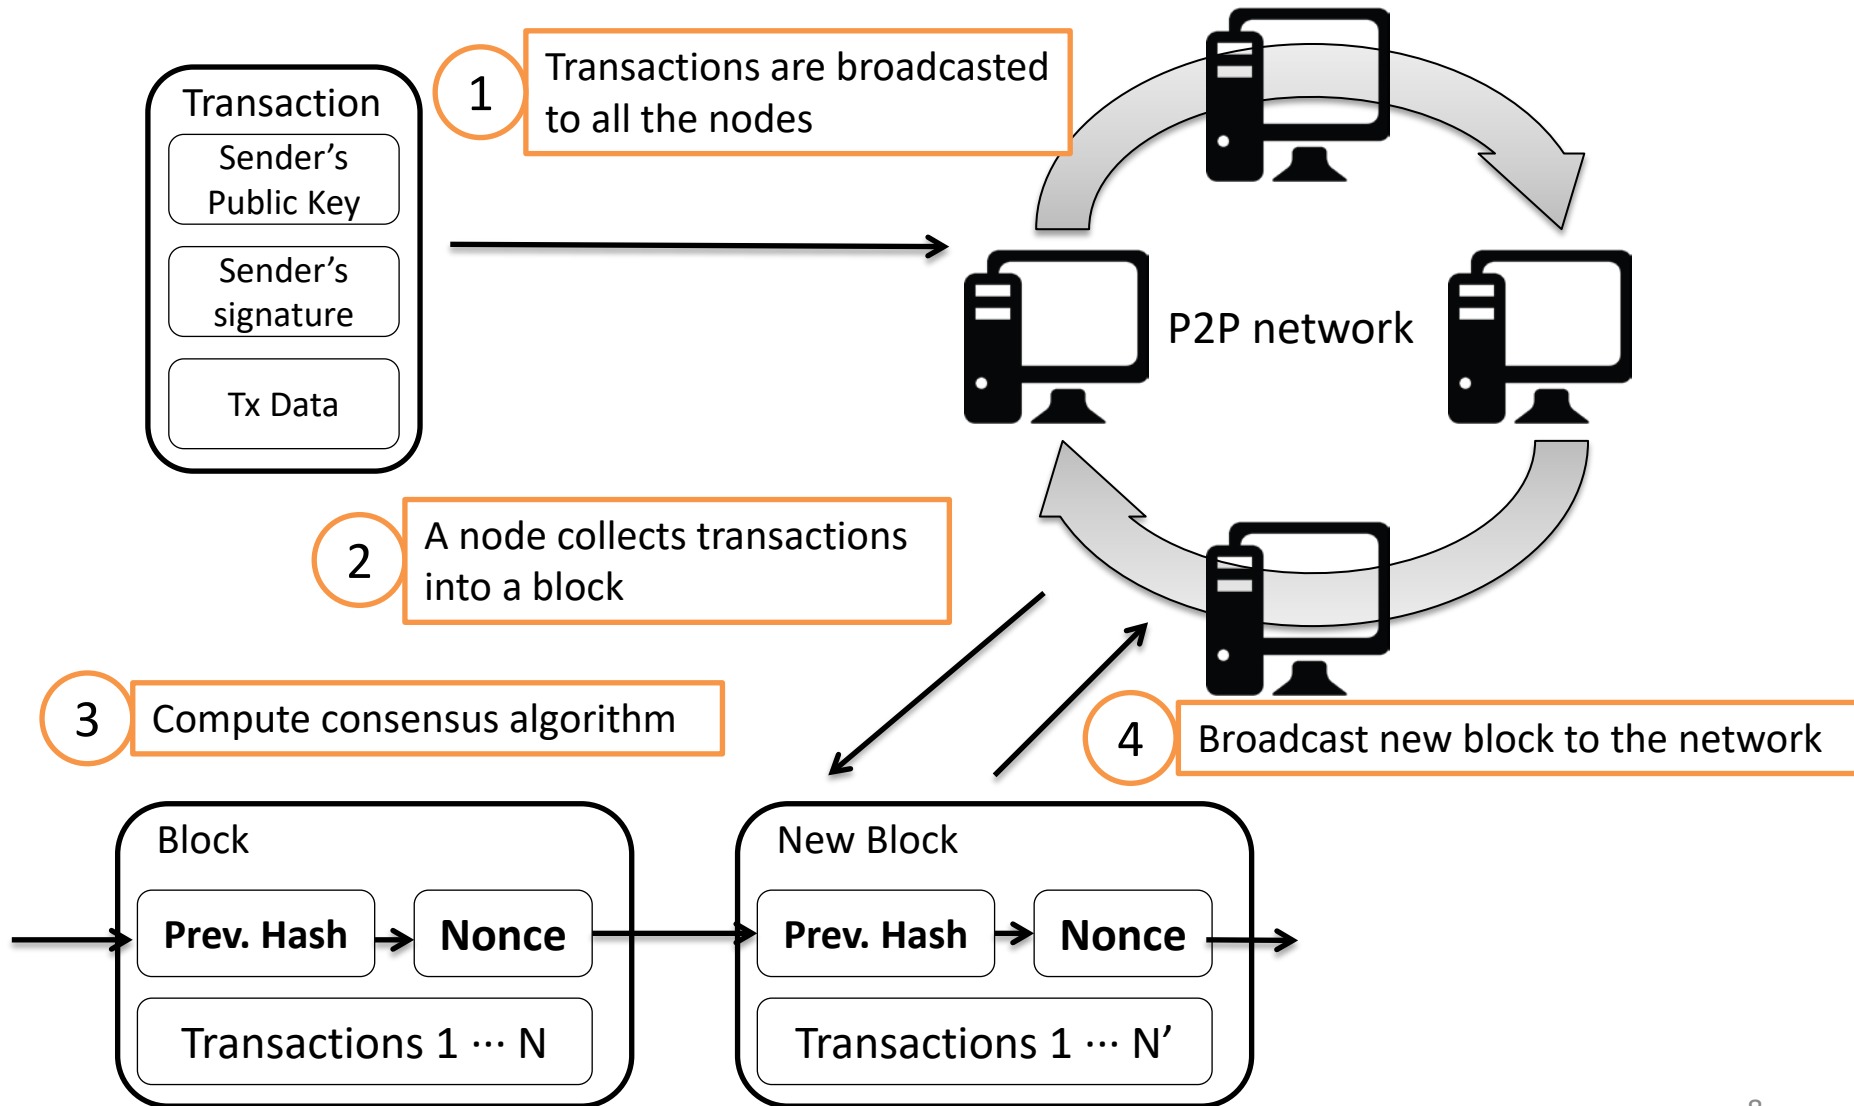 Transaction
Sender’s
Public Key
Sender’s
signature
Tx Data
1
Transactions are broadcasted
to all the nodes
P2P network
2
A node collects transactions
into a block
3
Compute consensus algorithm
4
Broadcast new block to the network
Block
Prev. Hash
Nonce
Transactions 1 ··· N
New Block
Prev. Hash
Nonce
Transactions 1 ··· N’